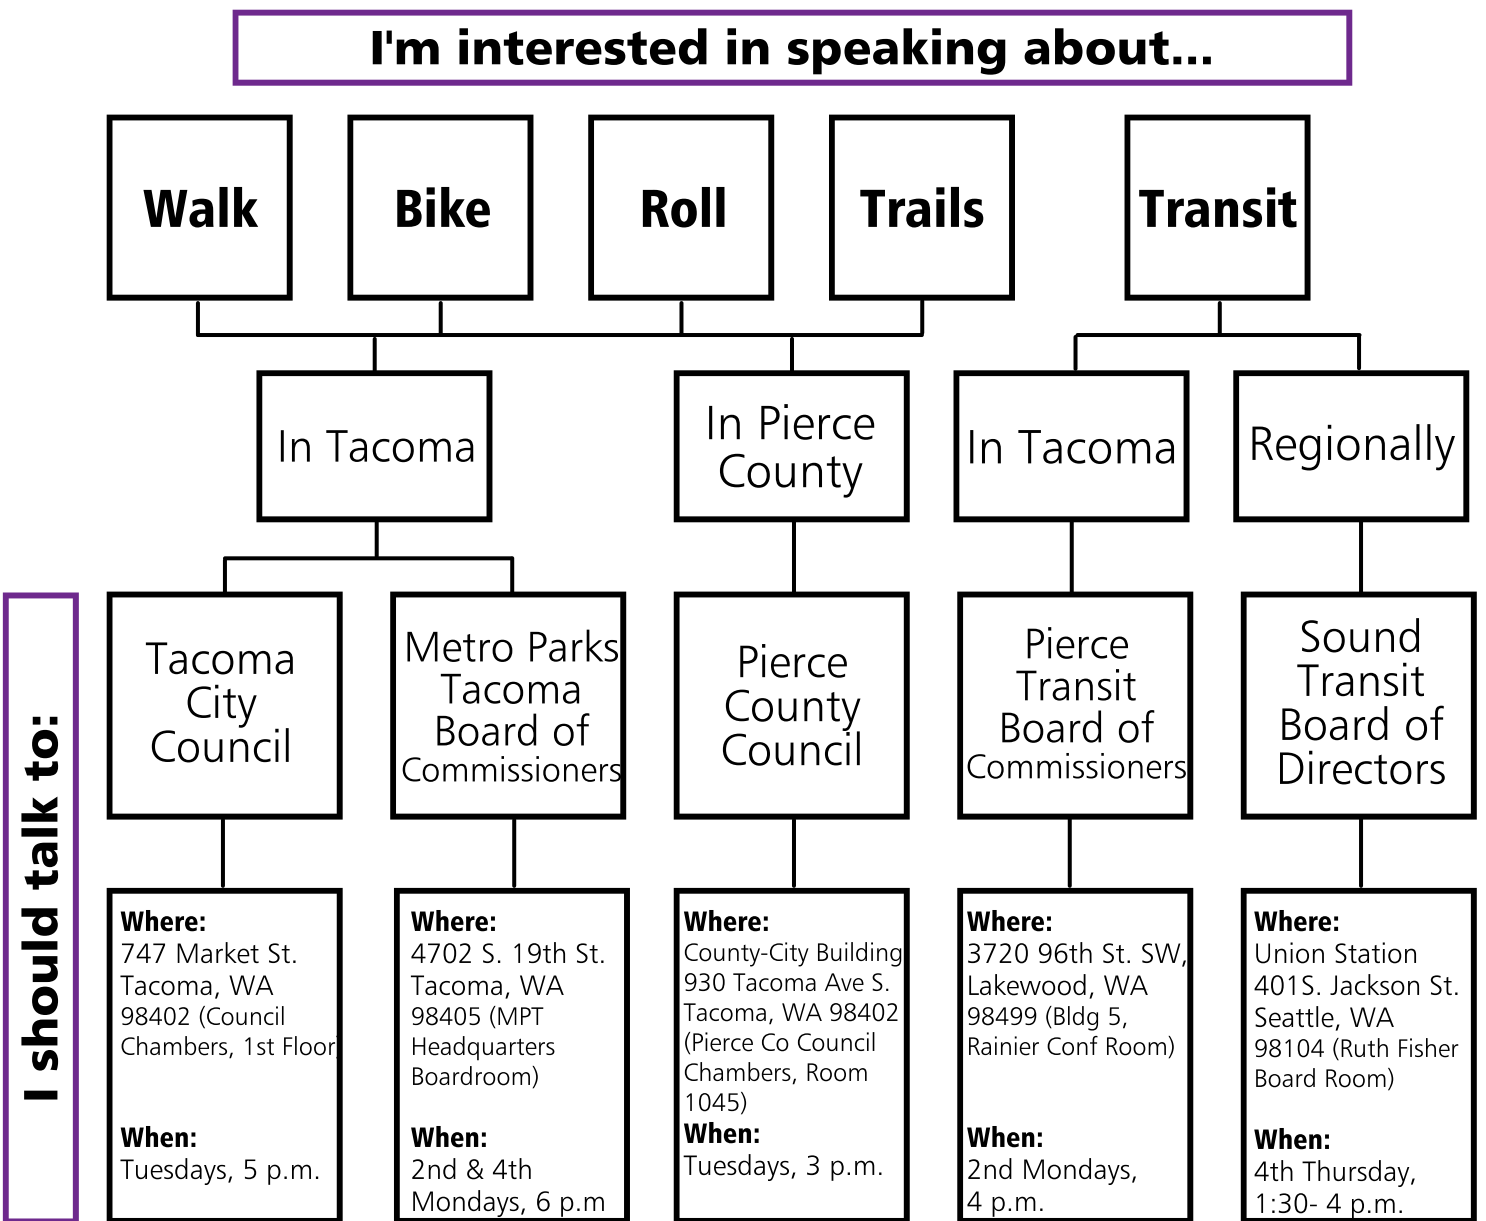 I'm interested in speaking about...
Walk
Bike
Roll
Trails
Transit
In Tacoma
In Pierce
County
In Tacoma
Regionally
I should talk to:
Tacoma
City
Council
Metro Parks
Tacoma
Board of
Commissioners
Pierce
County
Council
Pierce
Transit
Board of
Commissioners
Sound
Transit
Board of
Directors
Where:
747 Market St.
Tacoma, WA
98402 (Council
Chambers, 1st Floor)
When:
Tuesdays, 5 p.m.
Where:
4702 S. 19th St.
Tacoma, WA
98405 (MPT
Headquarters
Boardroom)
When:
2nd & 4th
Mondays, 6 p.m
Where:
County-City Building
930 Tacoma Ave S.
Tacoma, WA 98402
(Pierce Co Council
Chambers, Room
1045)
When:
Tuesdays, 3 p.m.
Where:
3720 96th St. SW,
Lakewood, WA
98499 (Bldg 5,
Rainier Conf Room)
When:
2nd Mondays,
4 p.m.
Where:
Union Station
401S. Jackson St.
Seattle, WA
98104 (Ruth Fisher
Board Room)
When:
4th Thursday,
1:30- 4 p.m.